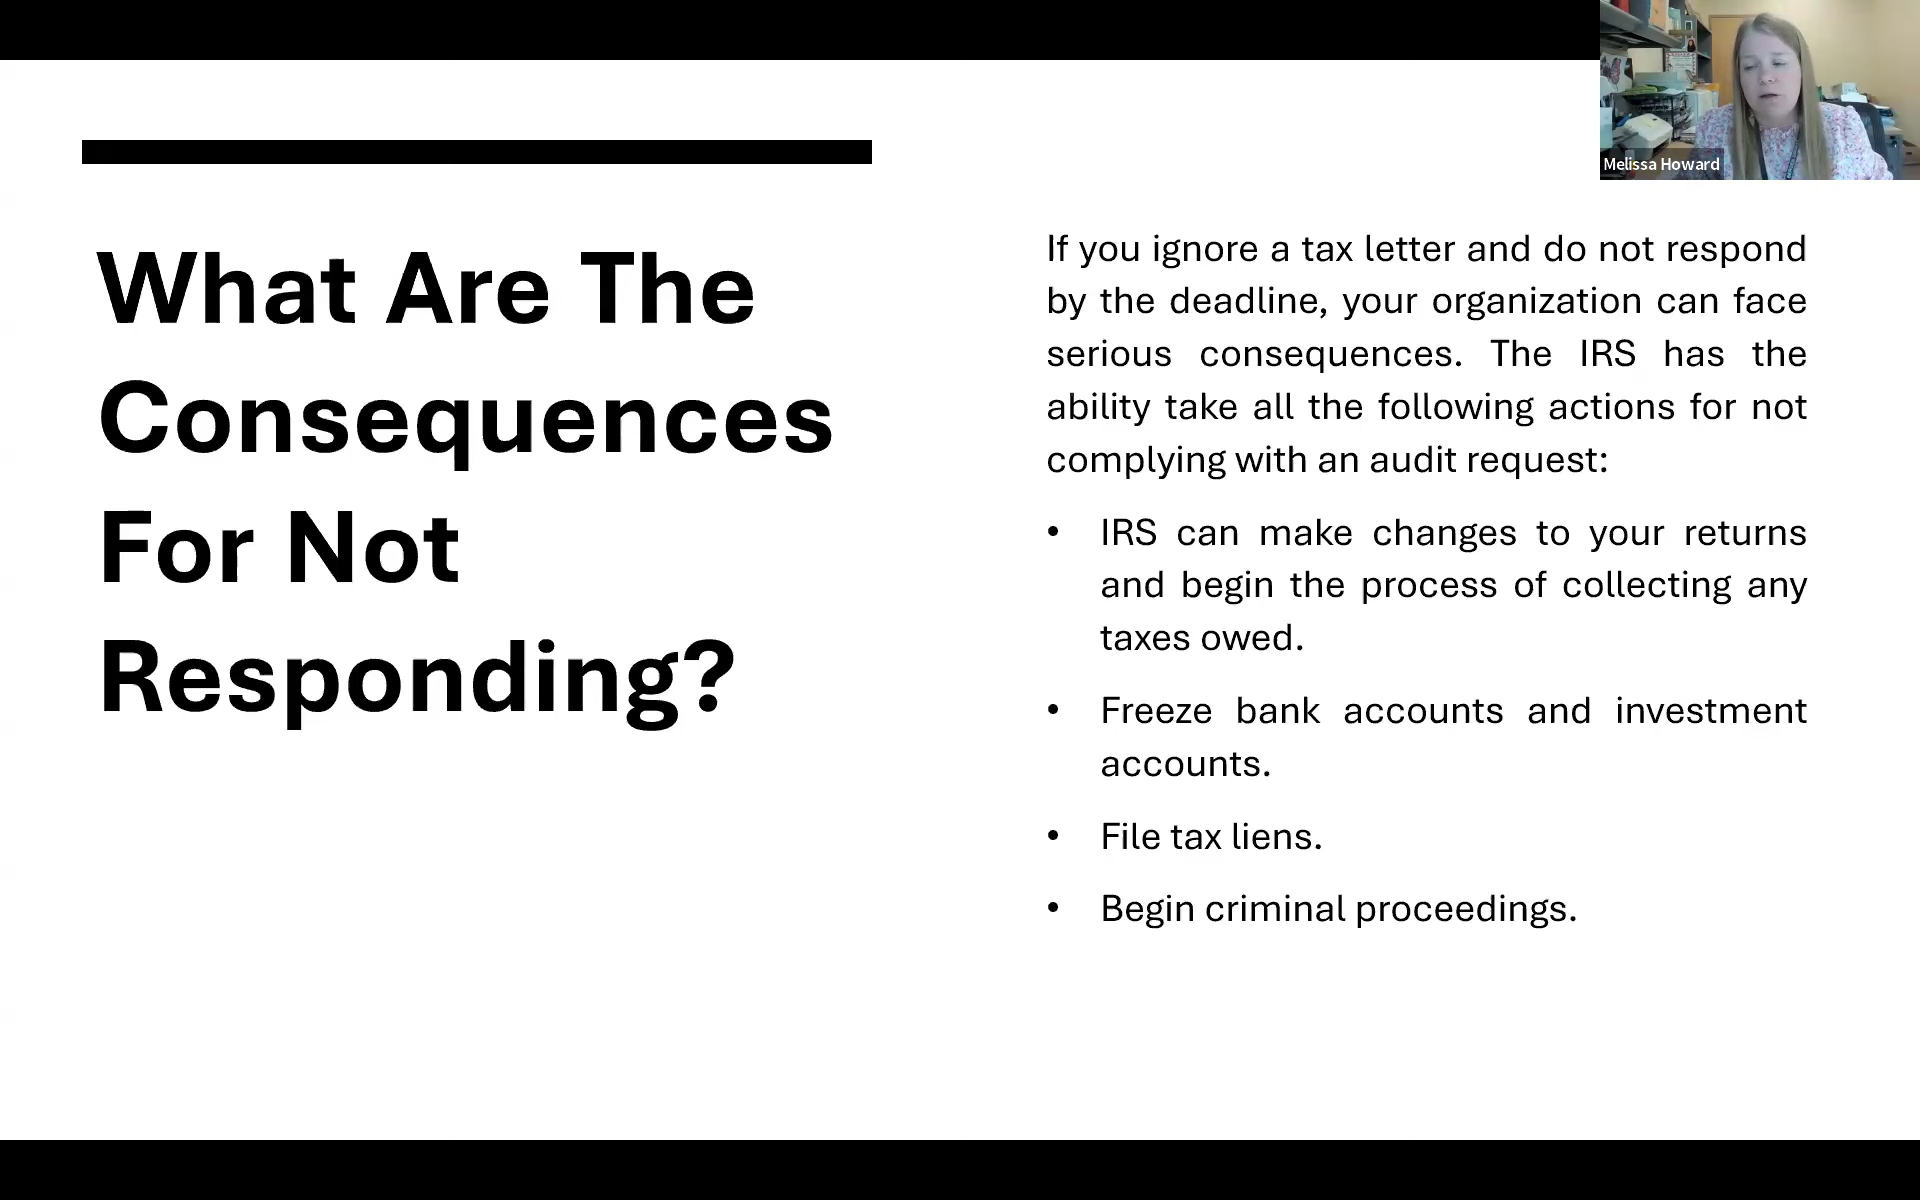 Melissa Howard
What Are The
Consequences
For Not
Responding?
If you ignore a tax letter and do not respond
by the deadline, your organization can face
serious consequences. The IRS has the
ability take all the following actions for not
complying with an audit request:
• IRS can make changes to your returns
and begin the process of collecting any
taxes owed.
• Freeze bank accounts and investment
accounts.
• File tax liens.
• Begin criminal proceedings.